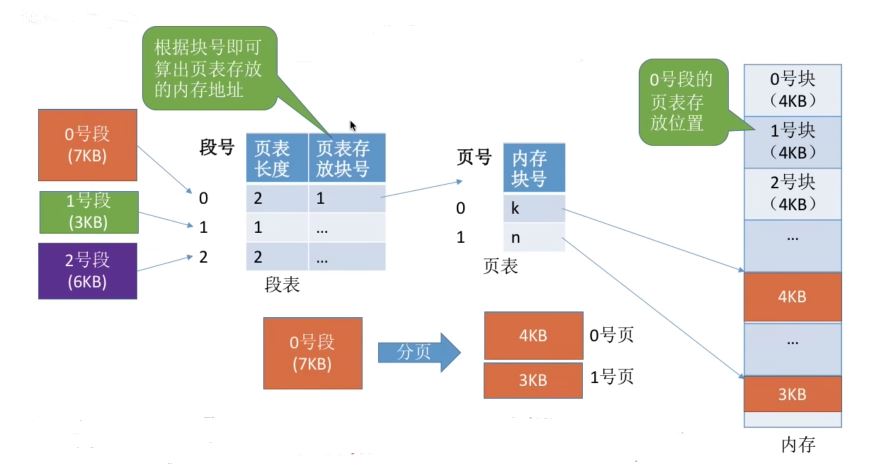 根据块号即可
算出页表存放
的内存地址
0号段的
页表存
放位置
0号段
(7KB)
1号段
(3KB)
2号段
(6KB)
段号
页表
长度
页表存
放块号
0
2
1
1
1
...
2
2
...
段表
页号
内存
块号
0
k
1
n
页表
0号块
（4KB）
1号块
（4KB）
2号块
（4KB）
...
4KB
...
3KB
内存
0号段
(7KB)
分页
4KB
0号页
3KB
1号页